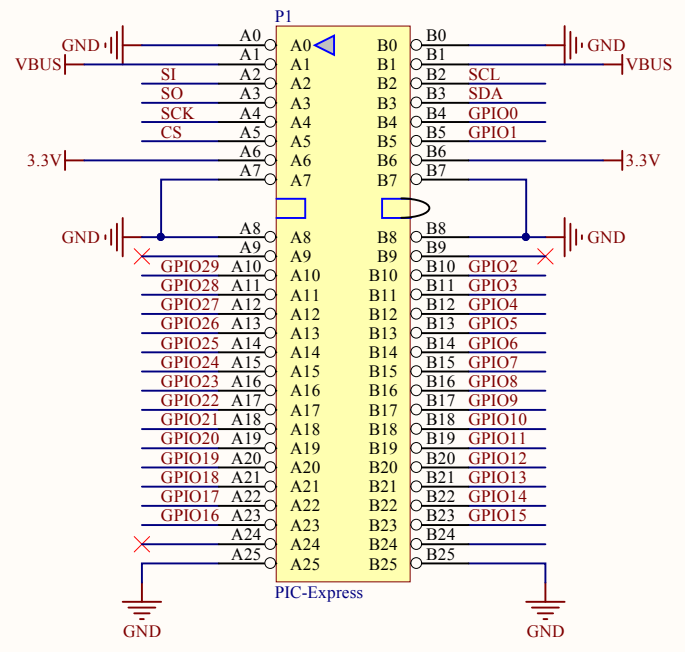 P1
GND A0 A0 B0 B0 GND
VBUS A1 A1 B1 B1 VBUS
SI A2 A2 B2 B2 SCL
SO A3 A3 B3 B3 SDA
SCK A4 A4 B4 B4 GPIO0
CS A5 A5 B5 B5 GPIO1
3.3V A6 A6 B6 B6 3.3V
A7 A7 B7 B7
GND A8 A8 B8 B8 GND
A9 A9 B9 B9
GPIO29 A10 A10 B10 B10 GPIO2
GPIO28 A11 A11 B11 B11 GPIO3
GPIO27 A12 A12 B12 B12 GPIO4
GPIO26 A13 A13 B13 B13 GPIO5
GPIO25 A14 A14 B14 B14 GPIO6
GPIO24 A15 A15 B15 B15 GPIO7
GPIO23 A16 A16 B16 B16 GPIO8
GPIO22 A17 A17 B17 B17 GPIO9
GPIO21 A18 A18 B18 B18 GPIO10
GPIO20 A19 A19 B19 B19 GPIO11
GPIO19 A20 A20 B20 B20 GPIO12
GPIO18 A21 A21 B21 B21 GPIO13
GPIO17 A22 A22 B22 B22 GPIO14
GPIO16 A23 A23 B23 B23 GPIO15
A24 A24 B24 B24
A25 A25 B25 B25
PIC-Express
GND GND